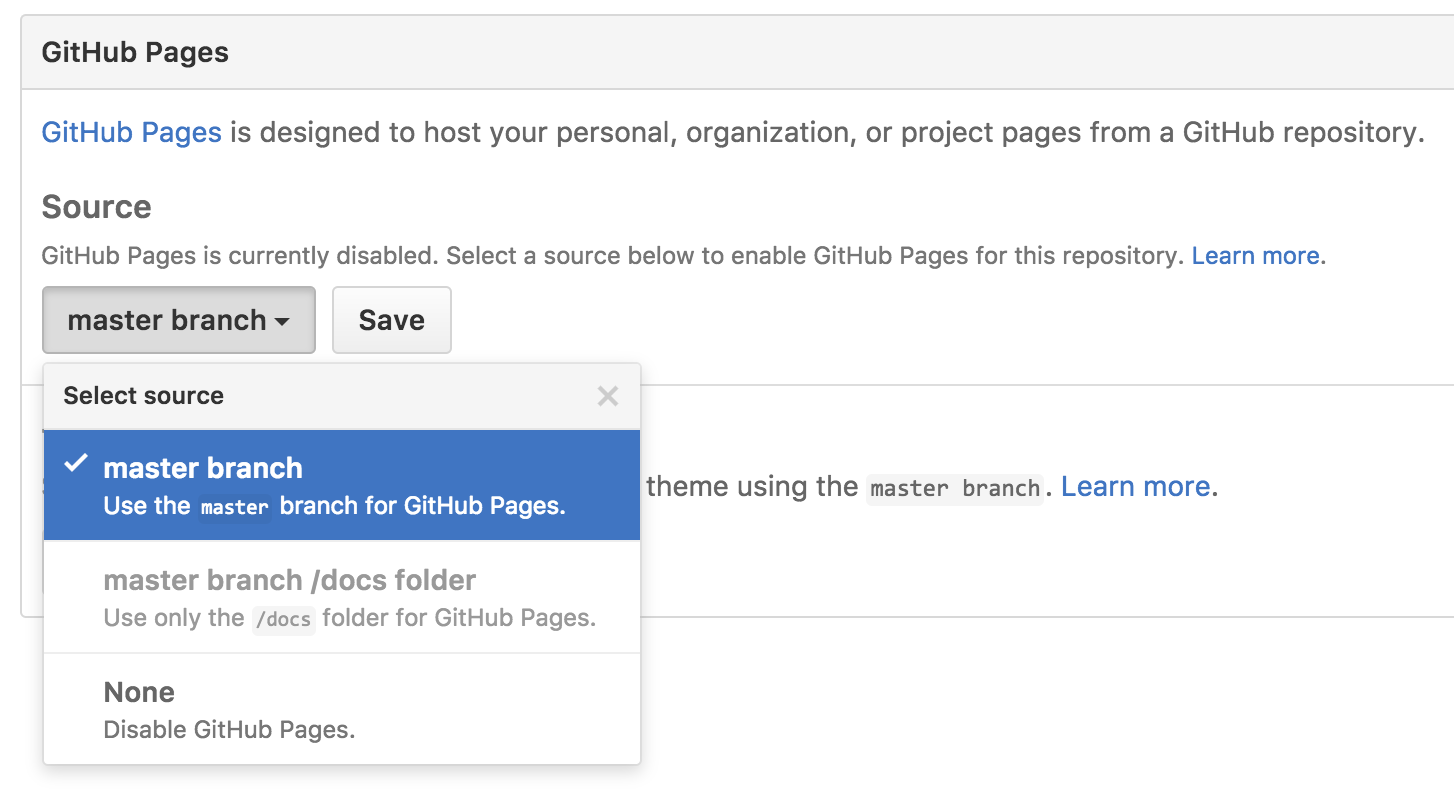 GitHub Pages
GitHub Pages is designed to host your personal, organization, or project pages from a GitHub repository.
Source
GitHub Pages is currently disabled. Select a source below to enable GitHub Pages for this repository. Learn more.
master branch Save
Select source
master branch
Use the master branch for GitHub Pages.
theme using the master branch. Learn more.
master branch /docs folder
Use only the /docs folder for GitHub Pages.
None
Disable GitHub Pages.